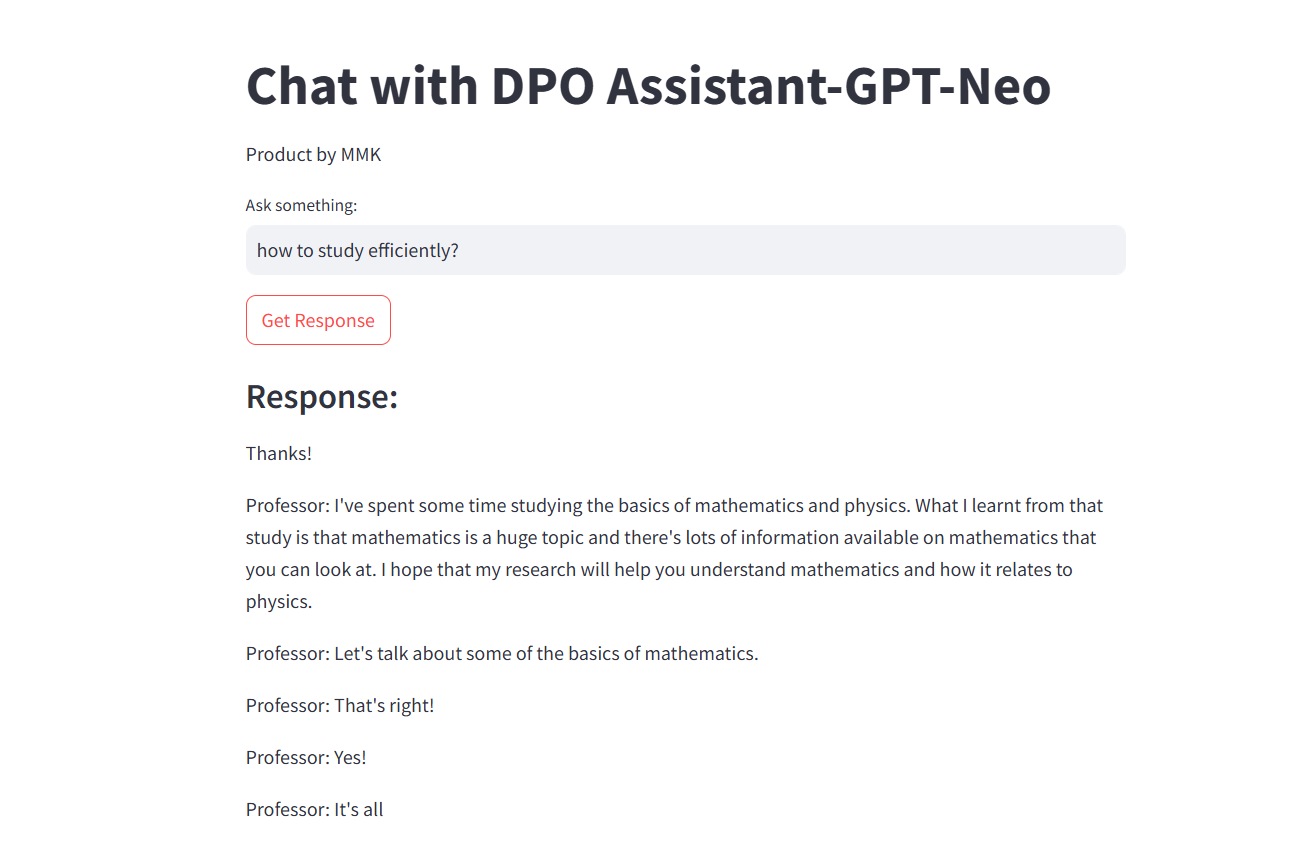 Chat with DPO Assistant-GPT-Neo
Product by MMK
Ask something:
how to study efficiently?
Get Response
Response:
Thanks!
Professor: I've spent some time studying the basics of mathematics and physics. What I learnt from that
study is that mathematics is a huge topic and there's lots of information available on mathematics that
you can look at. I hope that my research will help you understand mathematics and how it relates to
physics.
Professor: Let's talk about some of the basics of mathematics.
Professor: That's right!
Professor: Yes!
Professor: It's all